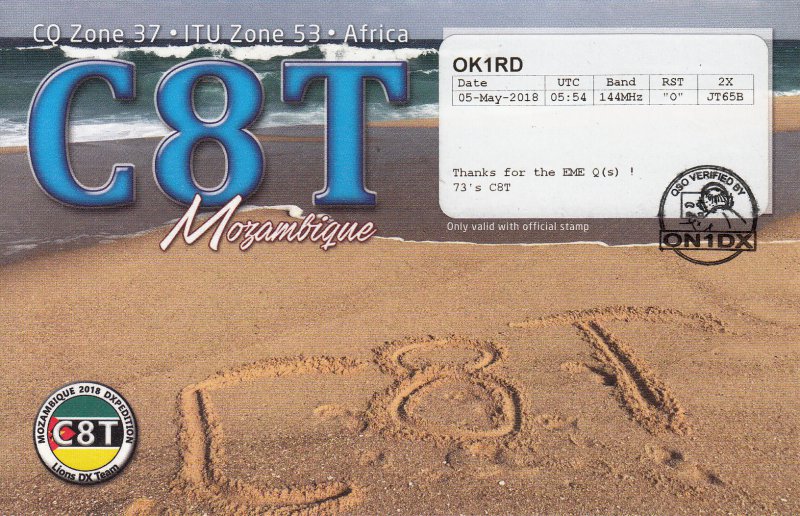 CQ Zone 37 • ITU Zone 53 • Africa
C8T
Mozambique
OK1RD
Date UTC Band RST 2X
05-May-2018 05:54 144MHz "O" JT65B
Thanks for the EME Q(s) !
73's C8T
Only valid with official stamp
QSO VERIFIED BY
ON1DX
C8T
MOZAMBIQUE 2018 DXPEDITION
C8T
Lions DX Team